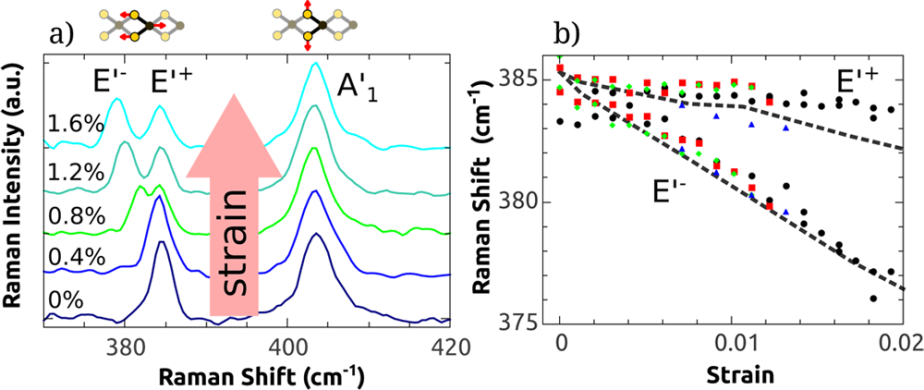 a)
E'- E'+ A'1
1.6%
1.2%
0.8%
0.4%
0%
strain
Raman Intensity (a.u.)
380 400 420
Raman Shift (cm-1)
b)
E'+
E'-
385
380
375
Raman Shift (cm-1)
0 0.01 0.02
Strain